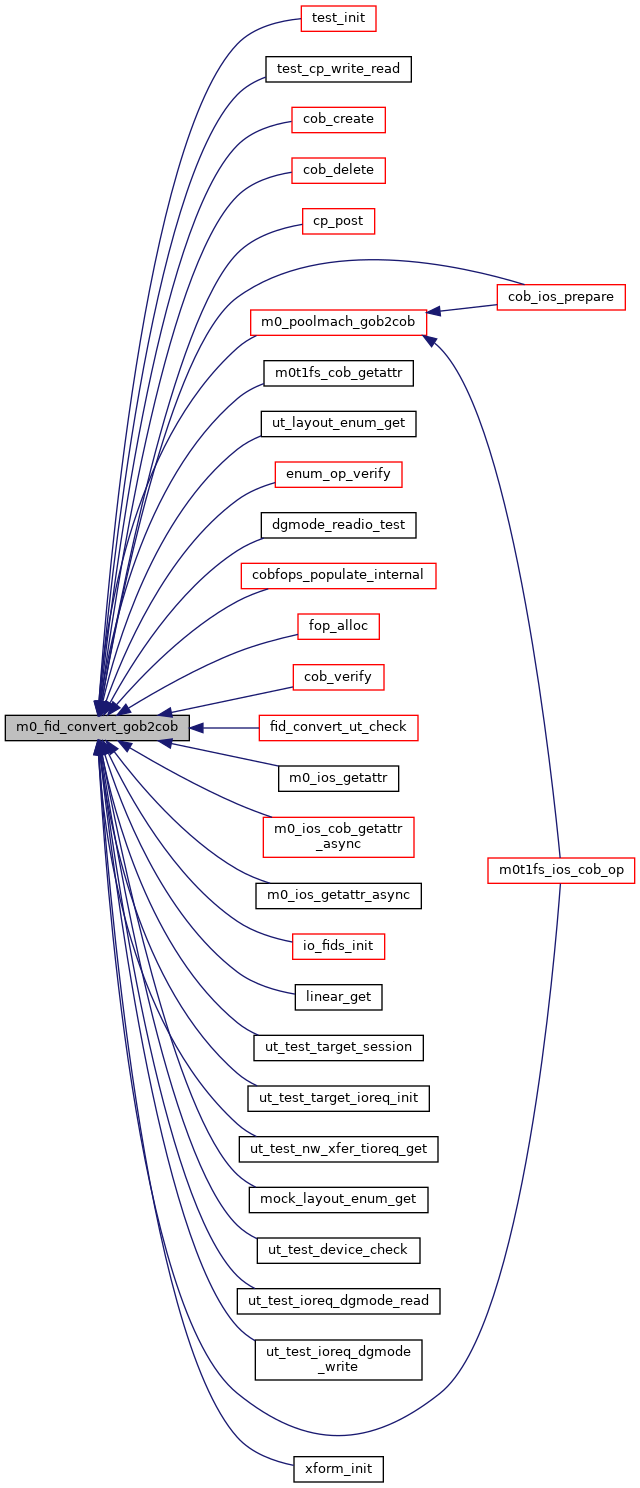 test_init
test_cp_write_read
cob_create
cob_delete
cp_post
cob_ios_prepare
m0_poolmach_gob2cob
m0t1fs_cob_getattr
ut_layout_enum_get
enum_op_verify
dgmode_readio_test
cobfops_populate_internal
fop_alloc
cob_verify
m0_fid_convert_gob2cob
fid_convert_ut_check
m0_ios_getattr
m0_ios_cob_getattr
_async
m0t1fs_ios_cob_op
m0_ios_getattr_async
io_fids_init
linear_get
ut_test_target_session
ut_test_target_ioreq_init
ut_test_nw_xfer_tioreq_get
mock_layout_enum_get
ut_test_device_check
ut_test_ioreq_dgmode_read
ut_test_ioreq_dgmode
_write
xform_init